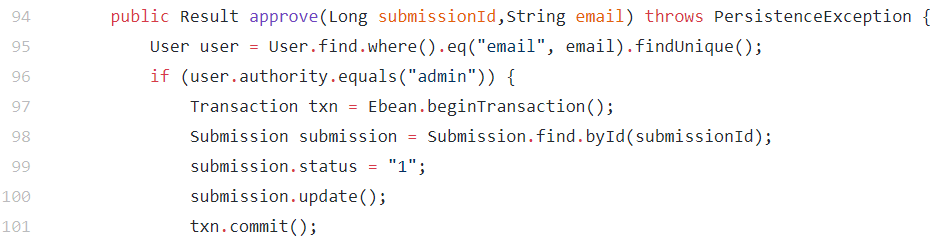 94 public Result approve(Long submissionId,String email) throws PersistenceException {
95 User user = User.find.where().eq("email", email).findUnique();
96 if (user.authority.equals("admin")) {
97 Transaction txn = Ebean.beginTransaction();
98 Submission submission = Submission.find.byId(submissionId);
99 submission.status = "1";
100 submission.update();
101 txn.commit();